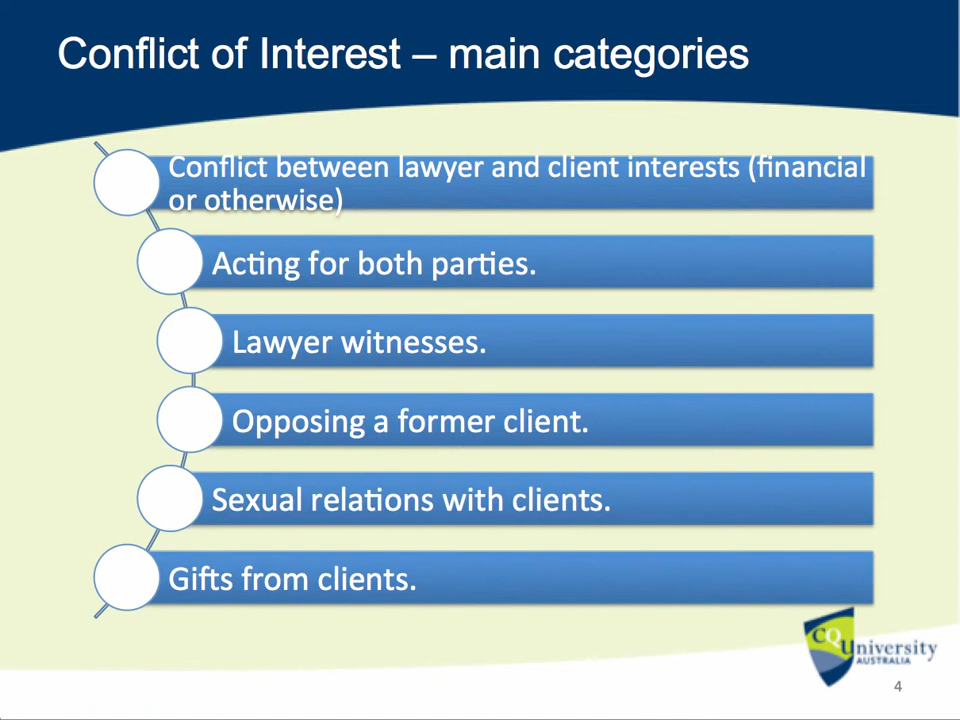 Conflict of Interest – main categories
Conflict between lawyer and client interests (financial
or otherwise)
Acting for both parties.
Lawyer witnesses.
Opposing a former client.
Sexual relations with clients.
Gifts from clients.
CQUniversity
AUSTRALIA
4